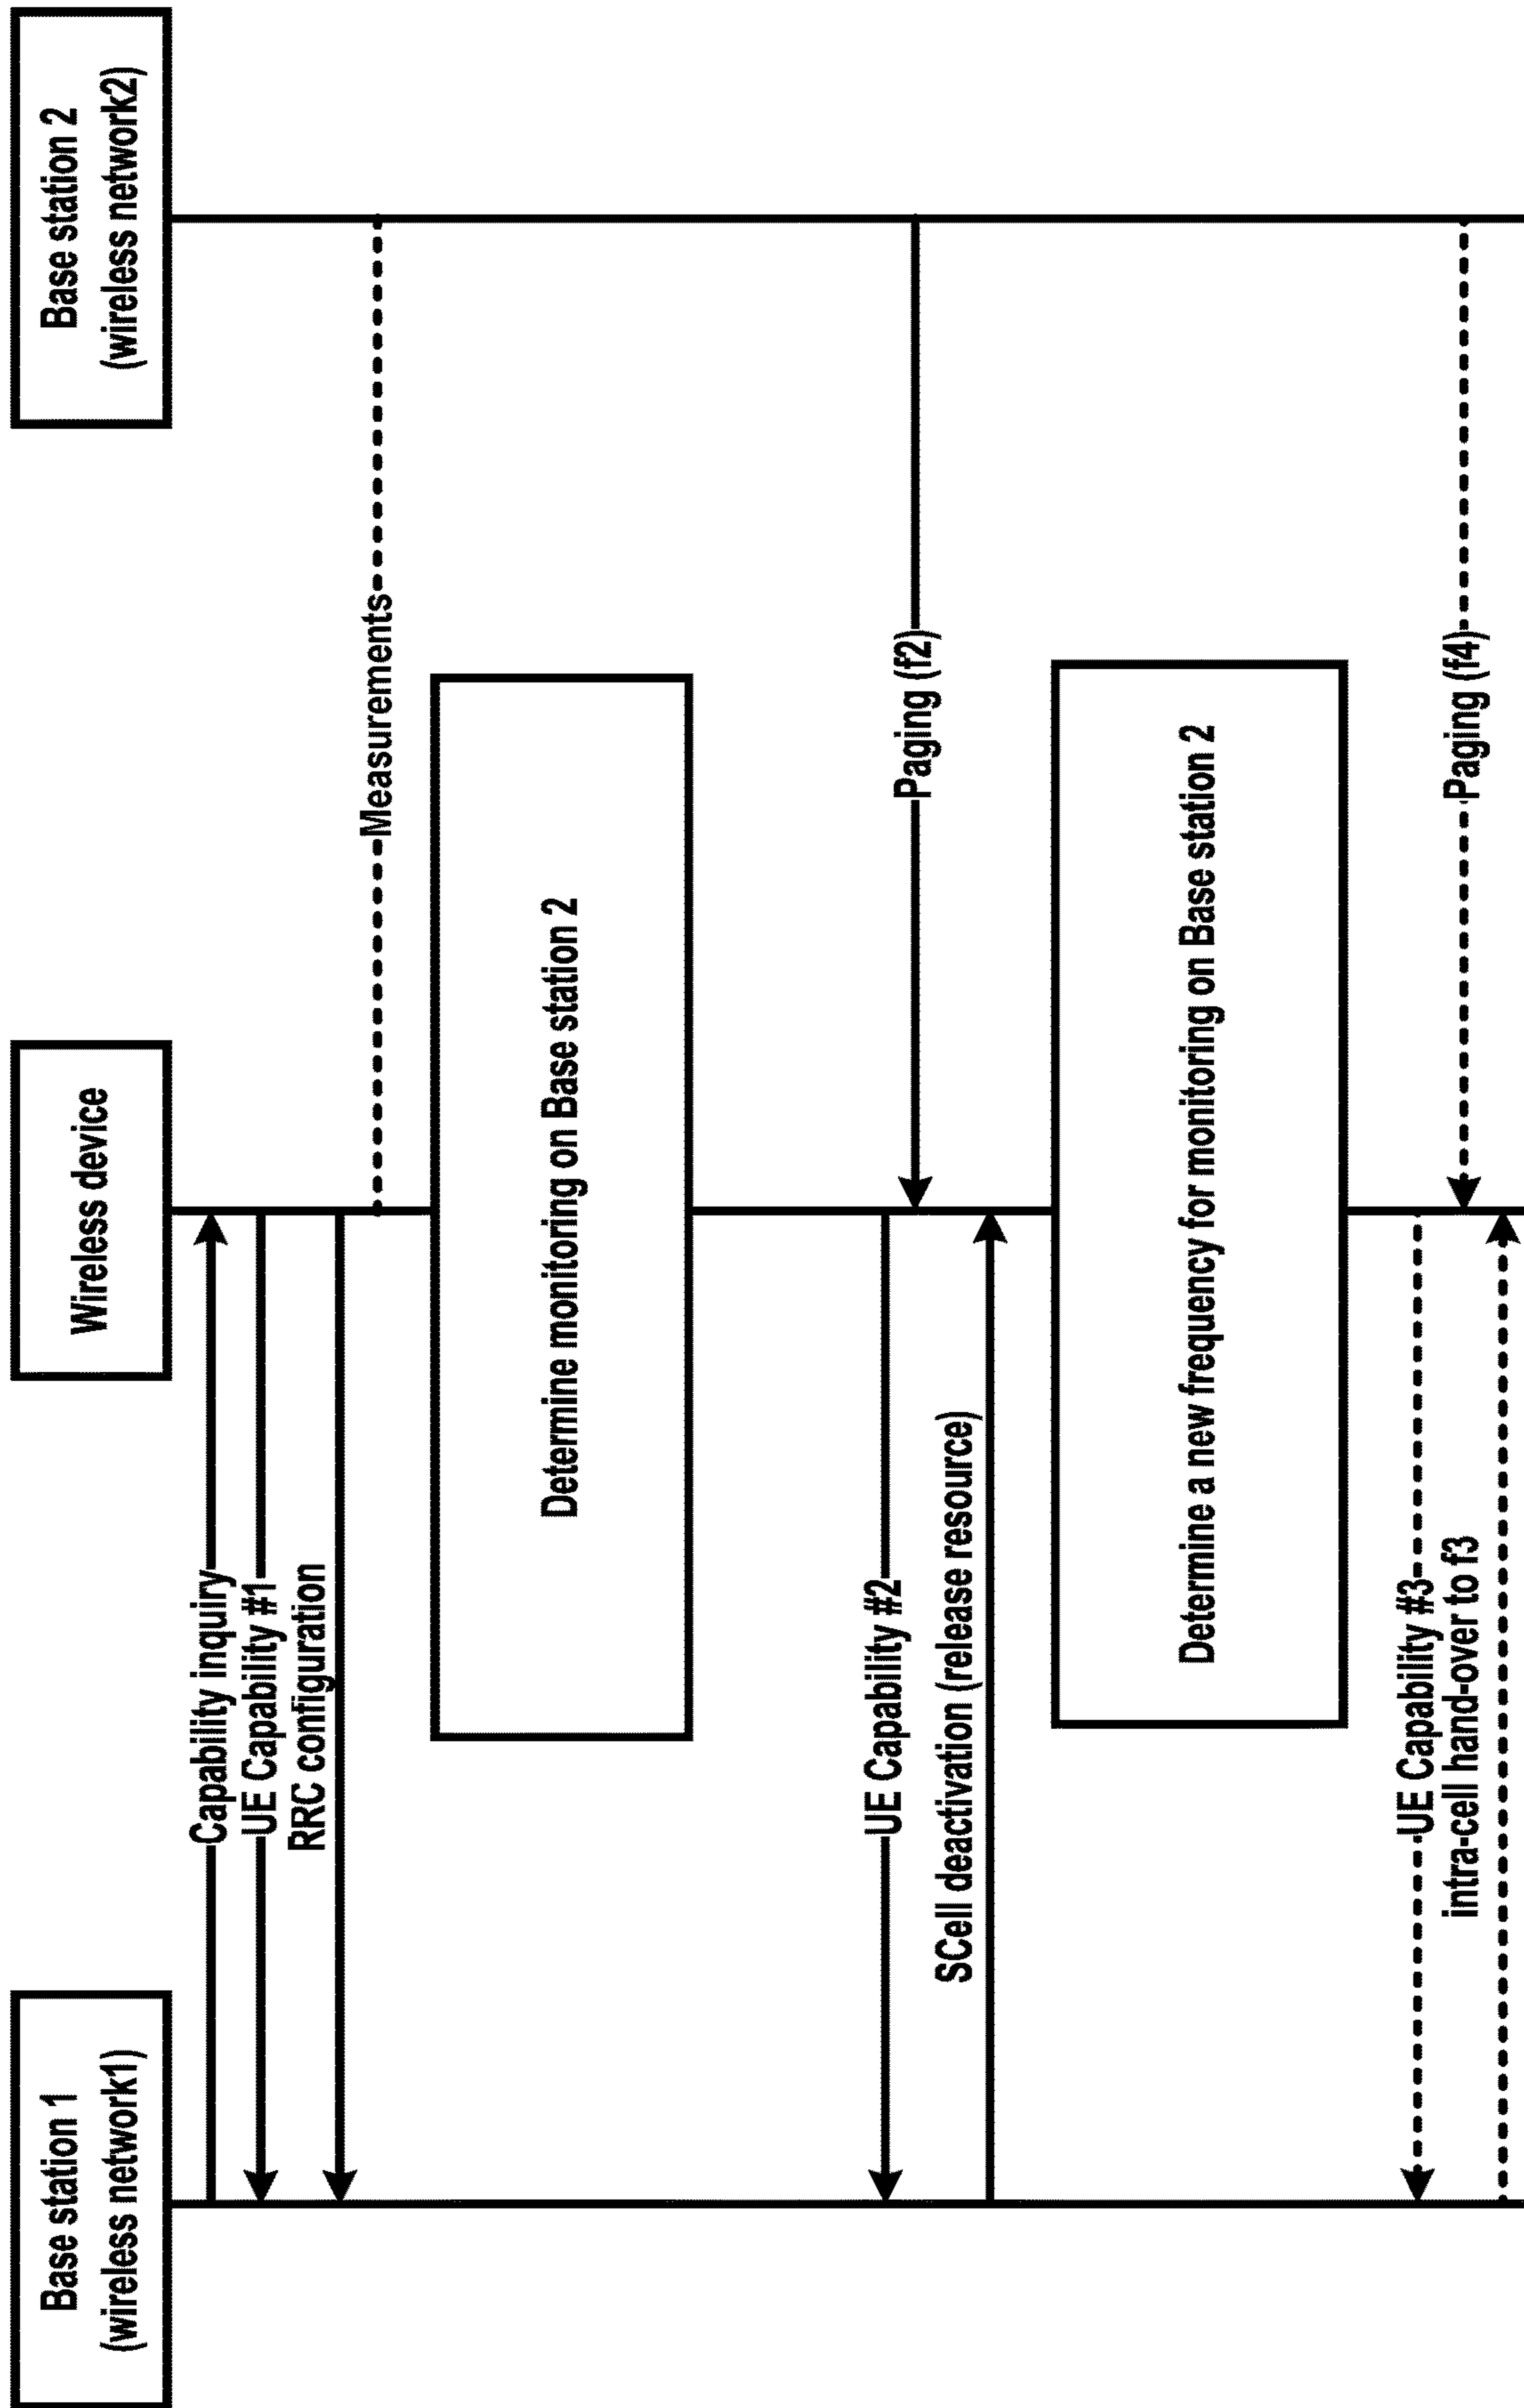 Base station 1
(wireless network1)
Wireless device
Base station 2
(wireless network2)
Capability inquiry
UE Capability #1
RRC configuration
Measurements
Determine monitoring on Base station 2
UE Capability #2
Paging (f2)
SCell deactivation (release resource)
Determine a new frequency for monitoring on Base station 2
UE Capability #3
Paging (f4)
intra-cell hand-over to f3